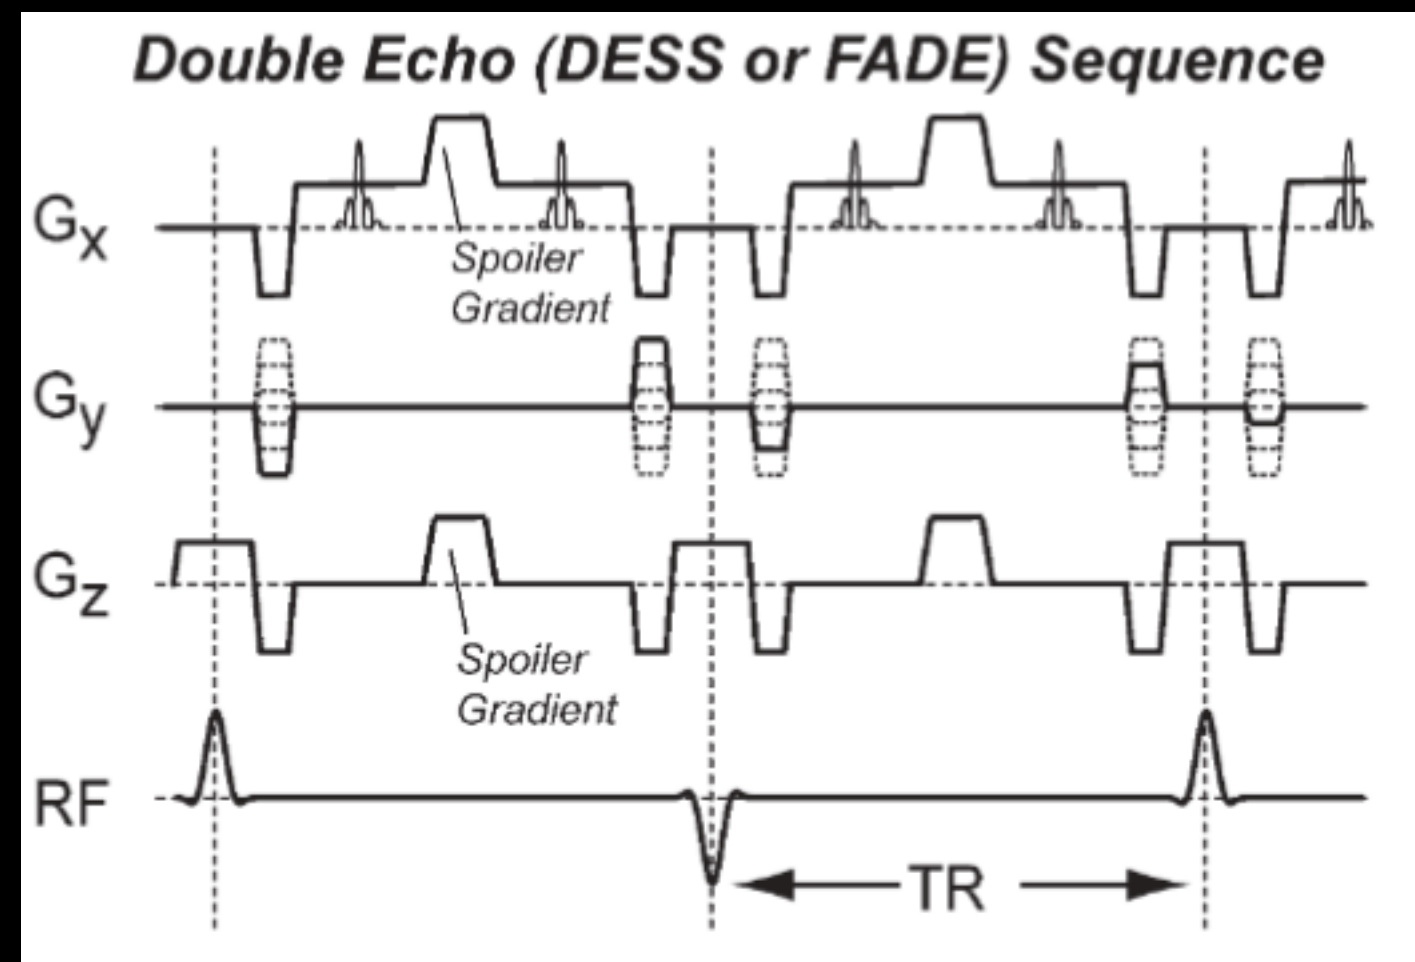 Double Echo (DESS or FADE) Sequence
Gx
Spoiler
Gradient
Gy
Gz
Spoiler
Gradient
RF
TR